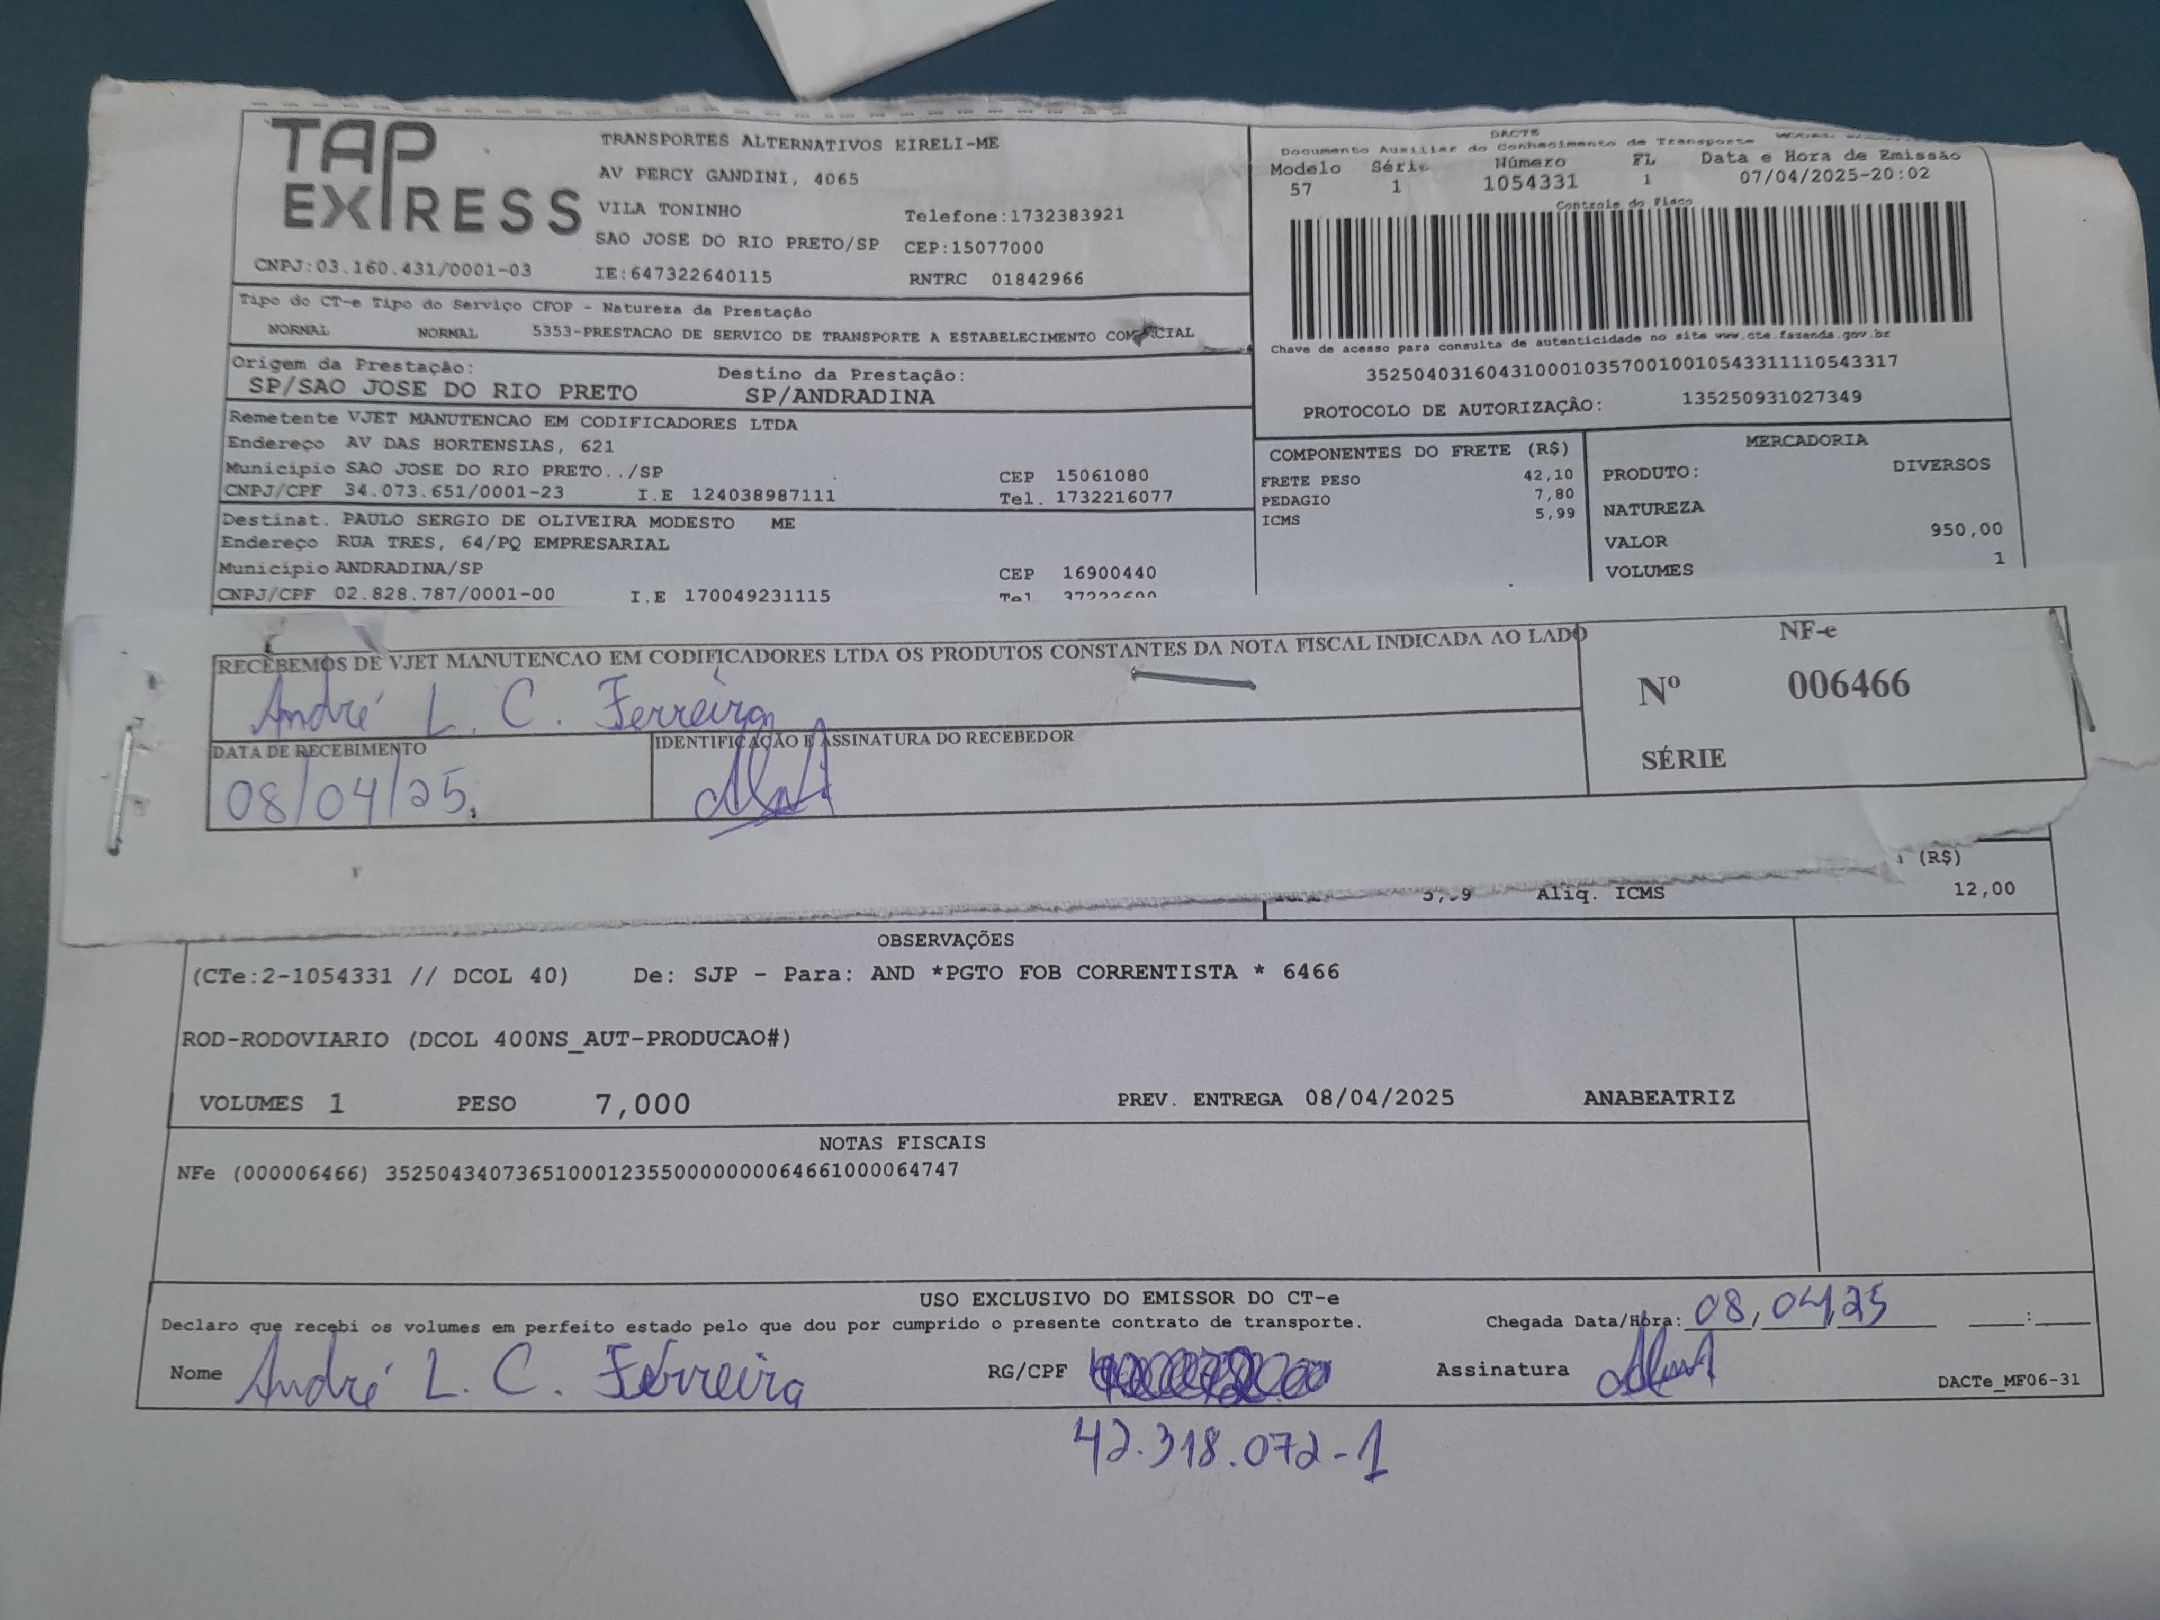 TAP EXPRESS
TRANSPORTES ALTERNATIVOS EIRELI-ME
AV PERCY GANDINI, 4065
VILA TONINHO Telefone:1732383921
SAO JOSE DO RIO PRETO/SP CEP:15077000
CNPJ:03.160.431/0001-03 IE:647322640115 RNTRC 01842966
DACTE
Documento Auxiliar do Conhecimento de Transporte
Modelo Série Número FL Data e Hora de Emissão
57 1 1054331 1 07/04/2025-20:02
Controle do Fisco
Chave de acesso para consulta de autenticidade no site www.cte.fazenda.gov.br
35250403160431000103570010010543311110543317
PROTOCOLO DE AUTORIZAÇÃO: 135250931027349
Tipo do CT-e Tipo do Serviço CFOP - Natureza da Prestação
NORMAL NORMAL 5353-PRESTACAO DE SERVICO DE TRANSPORTE A ESTABELECIMENTO COMERCIAL
Origem da Prestação: Destino da Prestação:
SP/SAO JOSE DO RIO PRETO SP/ANDRADINA
Remetente VJET MANUTENCAO EM CODIFICADORES LTDA
Endereço AV DAS HORTENSIAS, 621
Município SAO JOSE DO RIO PRETO../SP CEP 15061080
CNPJ/CPF 34.073.651/0001-23 I.E 124038987111 Tel. 1732216077
Destinat. PAULO SERGIO DE OLIVEIRA MODESTO ME
Endereço RUA TRES, 64/PQ EMPRESARIAL
Município ANDRADINA/SP CEP 16900440
CNPJ/CPF 02.828.787/0001-00 I.E 170049231115 Tel 37222600
COMPONENTES DO FRETE (R$)
FRETE PESO 42,10
PEDAGIO 7,80
ICMS 5,99
MERCADORIA
PRODUTO: DIVERSOS
NATUREZA
VALOR 950,00
VOLUMES 1
RECEBEMOS DE VJET MANUTENCAO EM CODIFICADORES LTDA OS PRODUTOS CONSTANTES DA NOTA FISCAL INDICADA AO LADO
André L. C. Ferreira
DATA DE RECEBIMENTO IDENTIFICAÇÃO E ASSINATURA DO RECEBEDOR
08/04/25
NF-e
Nº 006466
SÉRIE
(R$)
Aliq. ICMS 12,00
OBSERVAÇÕES
(CTe:2-1054331 // DCOL 40) De: SJP - Para: AND *PGTO FOB CORRENTISTA * 6466
ROD-RODOVIARIO (DCOL 400NS_AUT-PRODUCAO#)
VOLUMES 1 PESO 7,000 PREV. ENTREGA 08/04/2025 ANABEATRIZ
NOTAS FISCAIS
NFe (000006466) 35250434073651000123550000000064661000064747
USO EXCLUSIVO DO EMISSOR DO CT-e
Declaro que recebi os volumes em perfeito estado pelo que dou por cumprido o presente contrato de transporte. Chegada Data/Hora: 08,04,25 :
Nome André L. C. Ferreira RG/CPF Assinatura DACTe_MF06-31
42.318.072-1